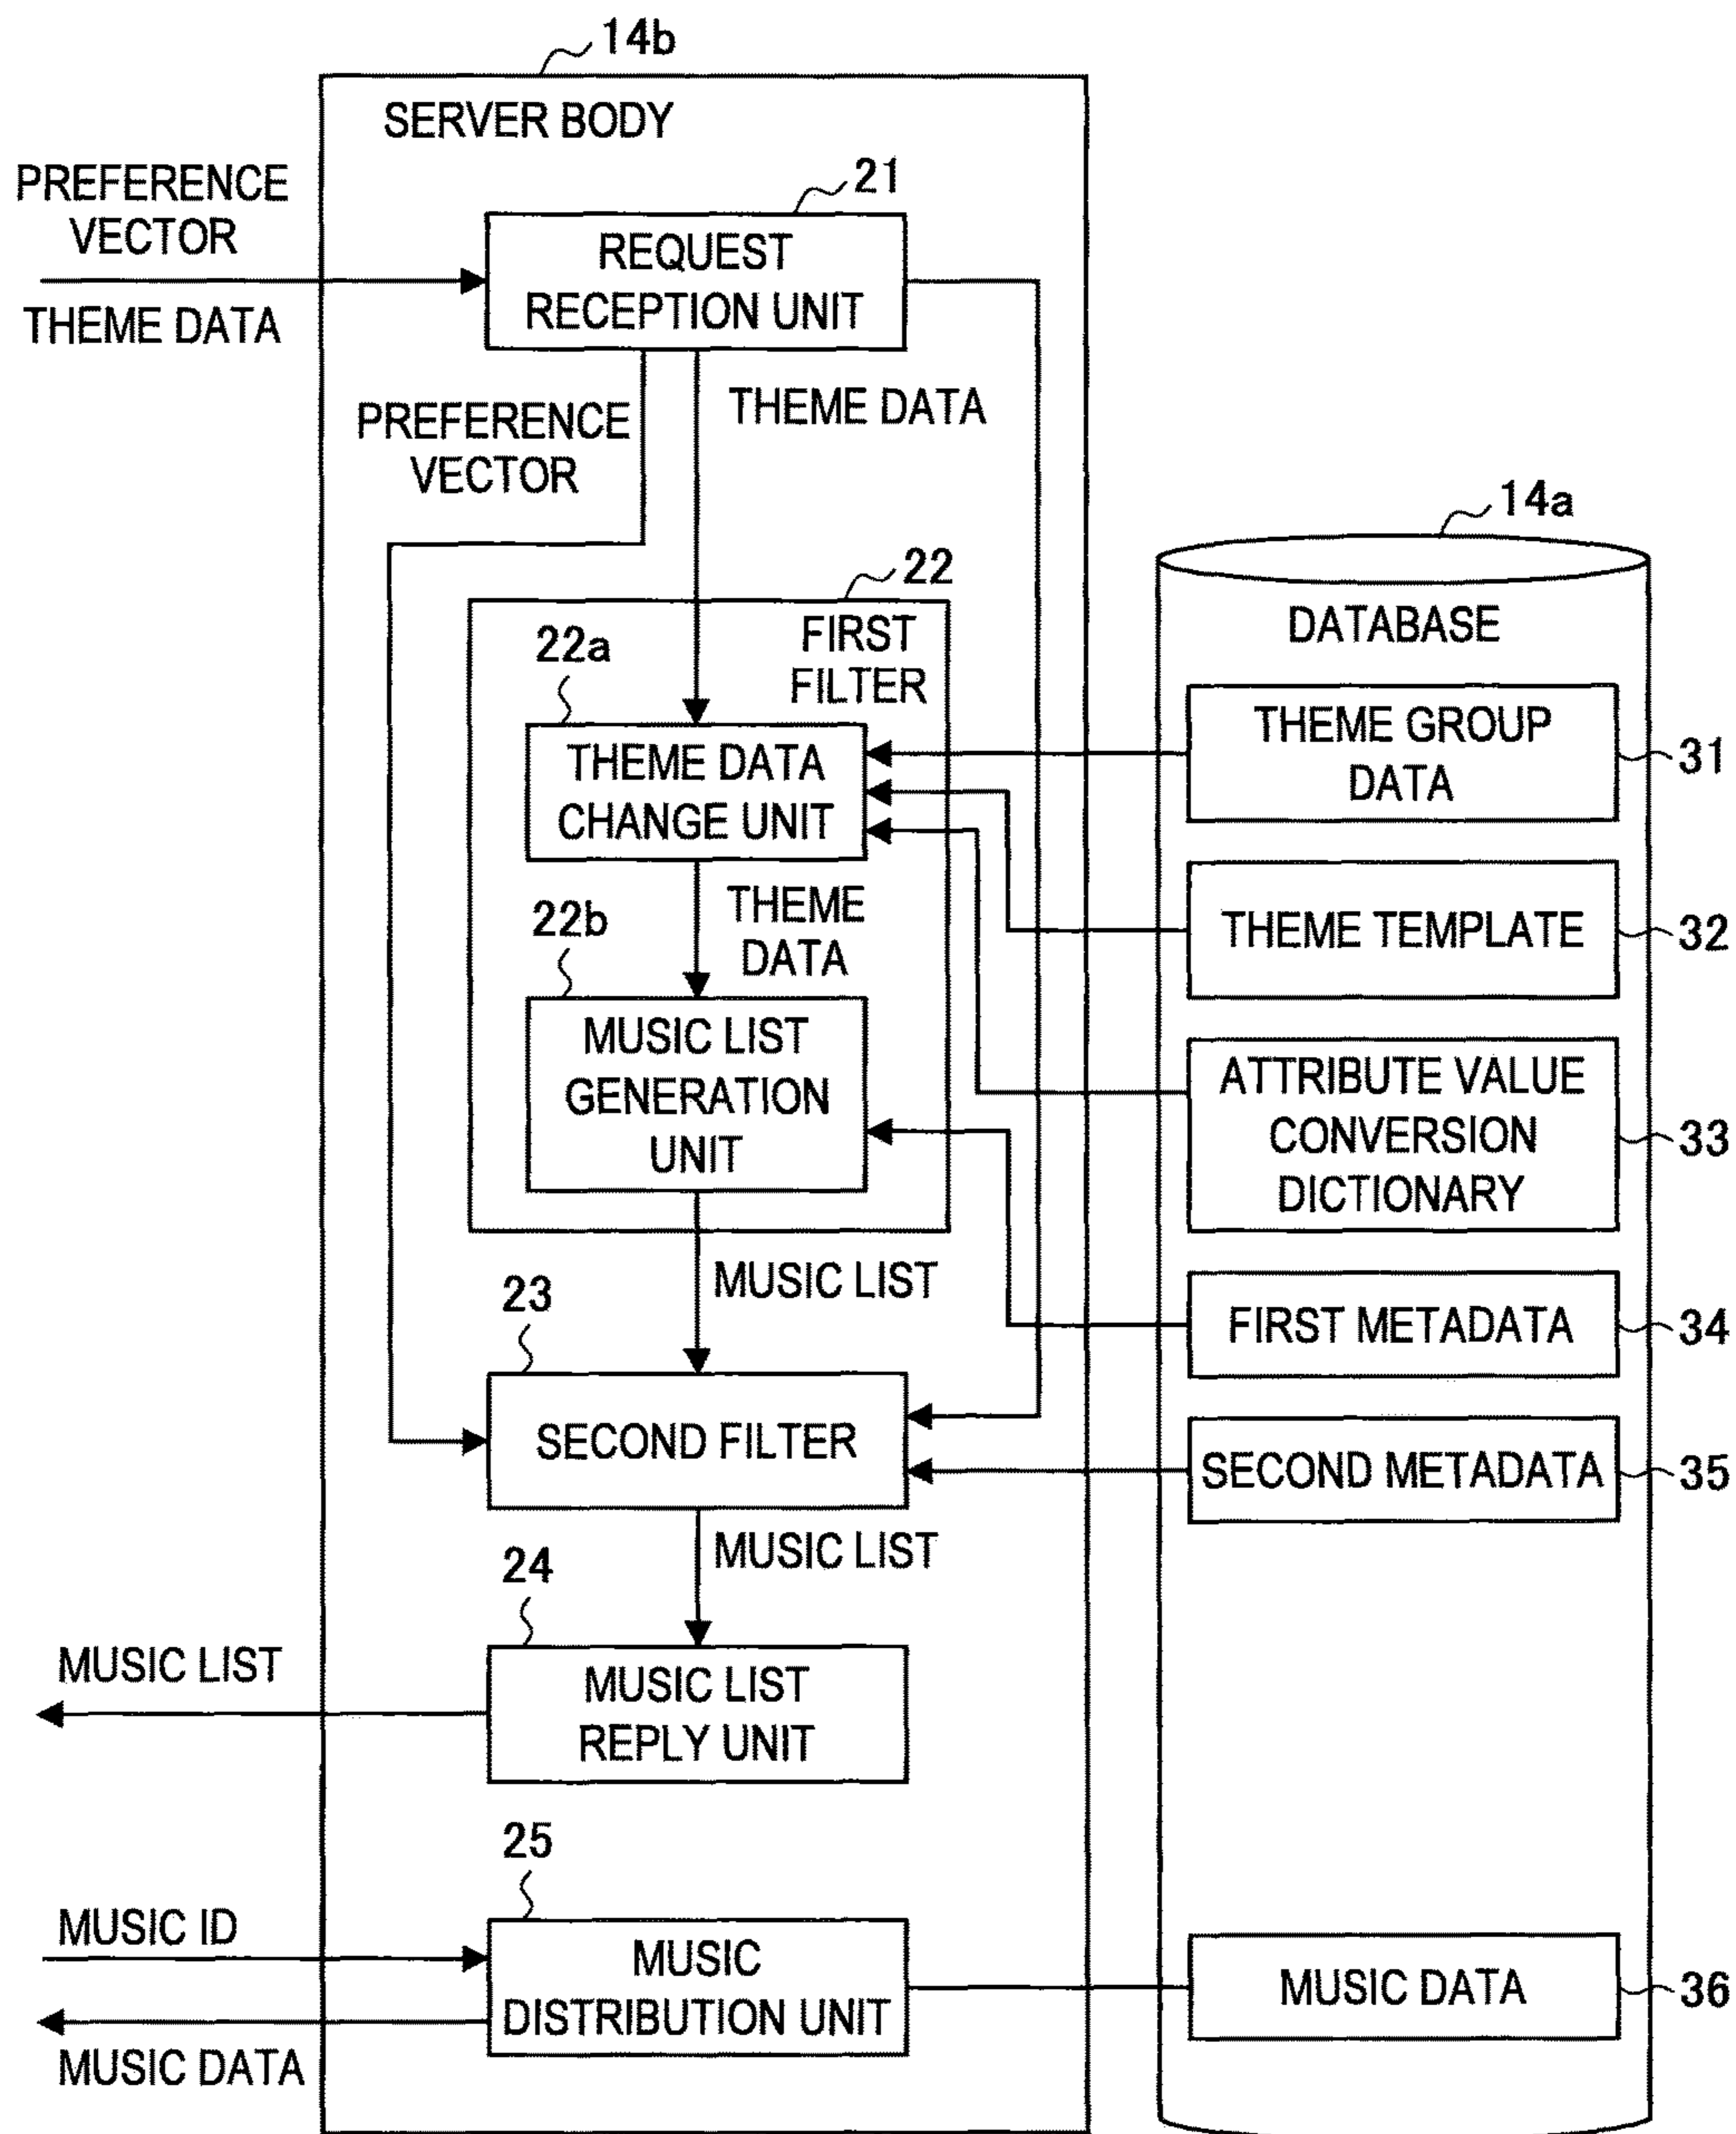 14b
SERVER BODY
PREFERENCE
VECTOR
THEME DATA
21
REQUEST
RECEPTION UNIT
PREFERENCE
VECTOR
THEME DATA
14a
DATABASE
22
FIRST
FILTER
22a
THEME DATA
CHANGE UNIT
THEME GROUP
DATA
31
THEME
DATA
THEME TEMPLATE
32
22b
MUSIC LIST
GENERATION
UNIT
ATTRIBUTE VALUE
CONVERSION
DICTIONARY
33
MUSIC LIST
FIRST METADATA
34
23
SECOND FILTER
SECOND METADATA
35
MUSIC LIST
24
MUSIC LIST
REPLY UNIT
MUSIC LIST
25
MUSIC ID
MUSIC
DISTRIBUTION UNIT
MUSIC DATA
MUSIC DATA
36